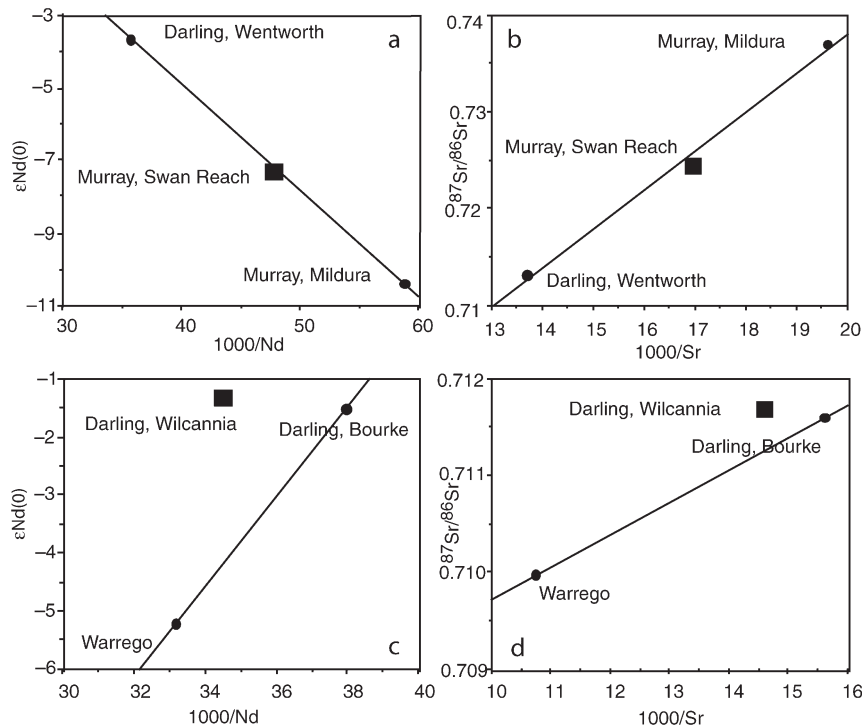 a
−3
−5
−7
−9
−11
εNd(0)
Darling, Wentworth
Murray, Swan Reach
Murray, Mildura
30
40
50
60
1000/Nd
b
0.74
0.73
0.72
0.71
87Sr/86Sr
Murray, Mildura
Murray, Swan Reach
Darling, Wentworth
13
14
15
16
17
18
19
20
1000/Sr
c
−1
−2
−3
−4
−5
−6
εNd(0)
Darling, Wilcannia
Darling, Bourke
Warrego
30
32
34
36
38
40
1000/Nd
d
0.712
0.711
0.710
0.709
87Sr/86Sr
Darling, Wilcannia
Darling, Bourke
Warrego
10
11
12
13
14
15
16
1000/Sr